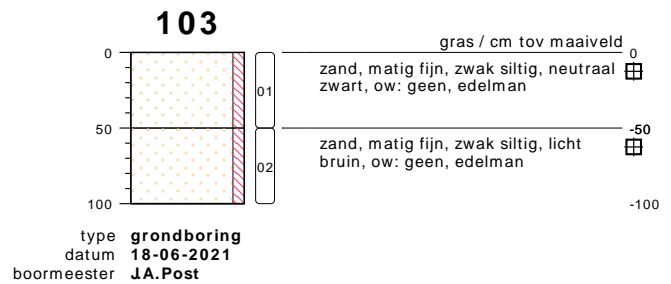 103
gras / cm tov maaiveld
0 0
zand, matig fijn, zwak siltig, neutraal
zwart, ow: geen, edelman
01
50 -50
zand, matig fijn, zwak siltig, licht
bruin, ow: geen, edelman
02
100 -100
type grondboring
datum 18-06-2021
boormeester J.A.Post